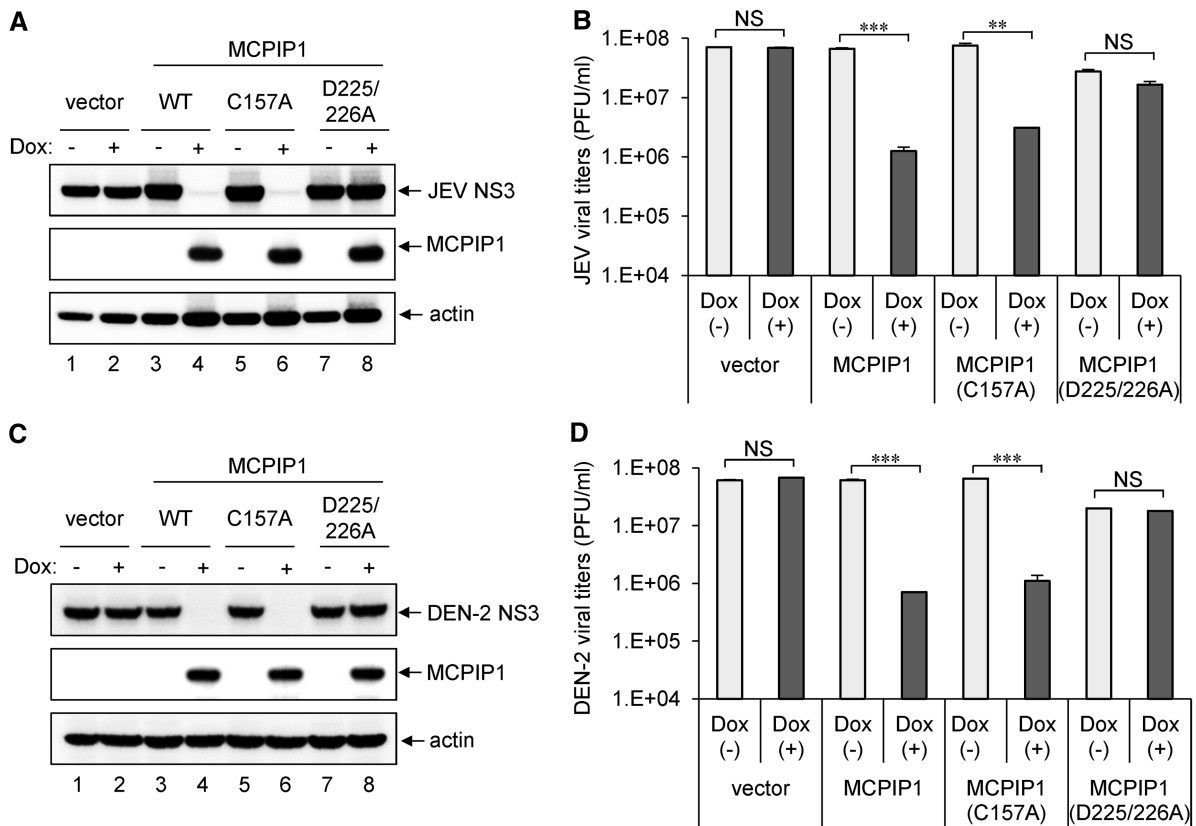 A
MCPIP1
vector WT C157A D225/
226A
Dox: - + - + - + - +
JEV NS3
MCPIP1
actin
1 2 3 4 5 6 7 8
B
JEV viral titers (PFU/ml)
NS *** ** NS
1.E+08
1.E+07
1.E+06
1.E+05
1.E+04
Dox Dox Dox Dox Dox Dox Dox Dox
(-) (+) (-) (+) (-) (+) (-) (+)
vector MCPIP1 MCPIP1 MCPIP1
(C157A) (D225/226A)
C
MCPIP1
vector WT C157A D225/
226A
Dox: - + - + - + - +
DEN-2 NS3
MCPIP1
actin
1 2 3 4 5 6 7 8
D
DEN-2 viral titers (PFU/ml)
NS *** *** NS
1.E+08
1.E+07
1.E+06
1.E+05
1.E+04
Dox Dox Dox Dox Dox Dox Dox Dox
(-) (+) (-) (+) (-) (+) (-) (+)
vector MCPIP1 MCPIP1 MCPIP1
(C157A) (D225/226A)